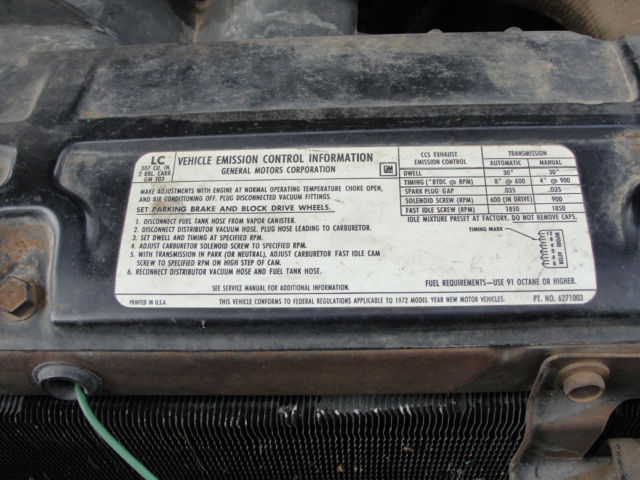 LC
307 CU. IN.
2 BBL. CARB.
GM 103
VEHICLE EMISSION CONTROL INFORMATION
GENERAL MOTORS CORPORATION
GM
MAKE ADJUSTMENTS WITH ENGINE AT NORMAL OPERATING TEMPERATURE CHOKE OPEN,
AND AIR CONDITIONING OFF. PLUG DISCONNECTED VACUUM FITTINGS.
SET PARKING BRAKE AND BLOCK DRIVE WHEELS.
1. DISCONNECT FUEL TANK HOSE FROM VAPOR CANISTER.
2. DISCONNECT DISTRIBUTOR VACUUM HOSE. PLUG HOSE LEADING TO CARBURETOR.
3. SET DWELL AND TIMING AT SPECIFIED RPM.
4. ADJUST CARBURETOR SOLENOID SCREW TO SPECIFIED RPM.
5. WITH TRANSMISSION IN PARK (OR NEUTRAL), ADJUST CARBURETOR FAST IDLE CAM
SCREW TO SPECIFIED RPM ON HIGH STEP OF CAM.
6. RECONNECT DISTRIBUTOR VACUUM HOSE AND FUEL TANK HOSE.
SEE SERVICE MANUAL FOR ADDITIONAL INFORMATION.
CCS EXHAUST TRANSMISSION
EMISSION CONTROL AUTOMATIC MANUAL
DWELL 30° 30°
TIMING (°BTDC @ RPM) 8° @ 600 4° @ 900
SPARK PLUG GAP .035 .035
SOLENOID SCREW (RPM) 600 (IN DRIVE) 900
FAST IDLE SCREW (RPM) 1850 1850
IDLE MIXTURE PRESET AT FACTORY. DO NOT REMOVE CAPS.
TIMING MARK
FUEL REQUIREMENTS—USE 91 OCTANE OR HIGHER.
PRINTED IN U.S.A. THIS VEHICLE CONFORMS TO FEDERAL REGULATIONS APPLICABLE TO 1972 MODEL YEAR NEW MOTOR VEHICLES. PT. NO. 6271003